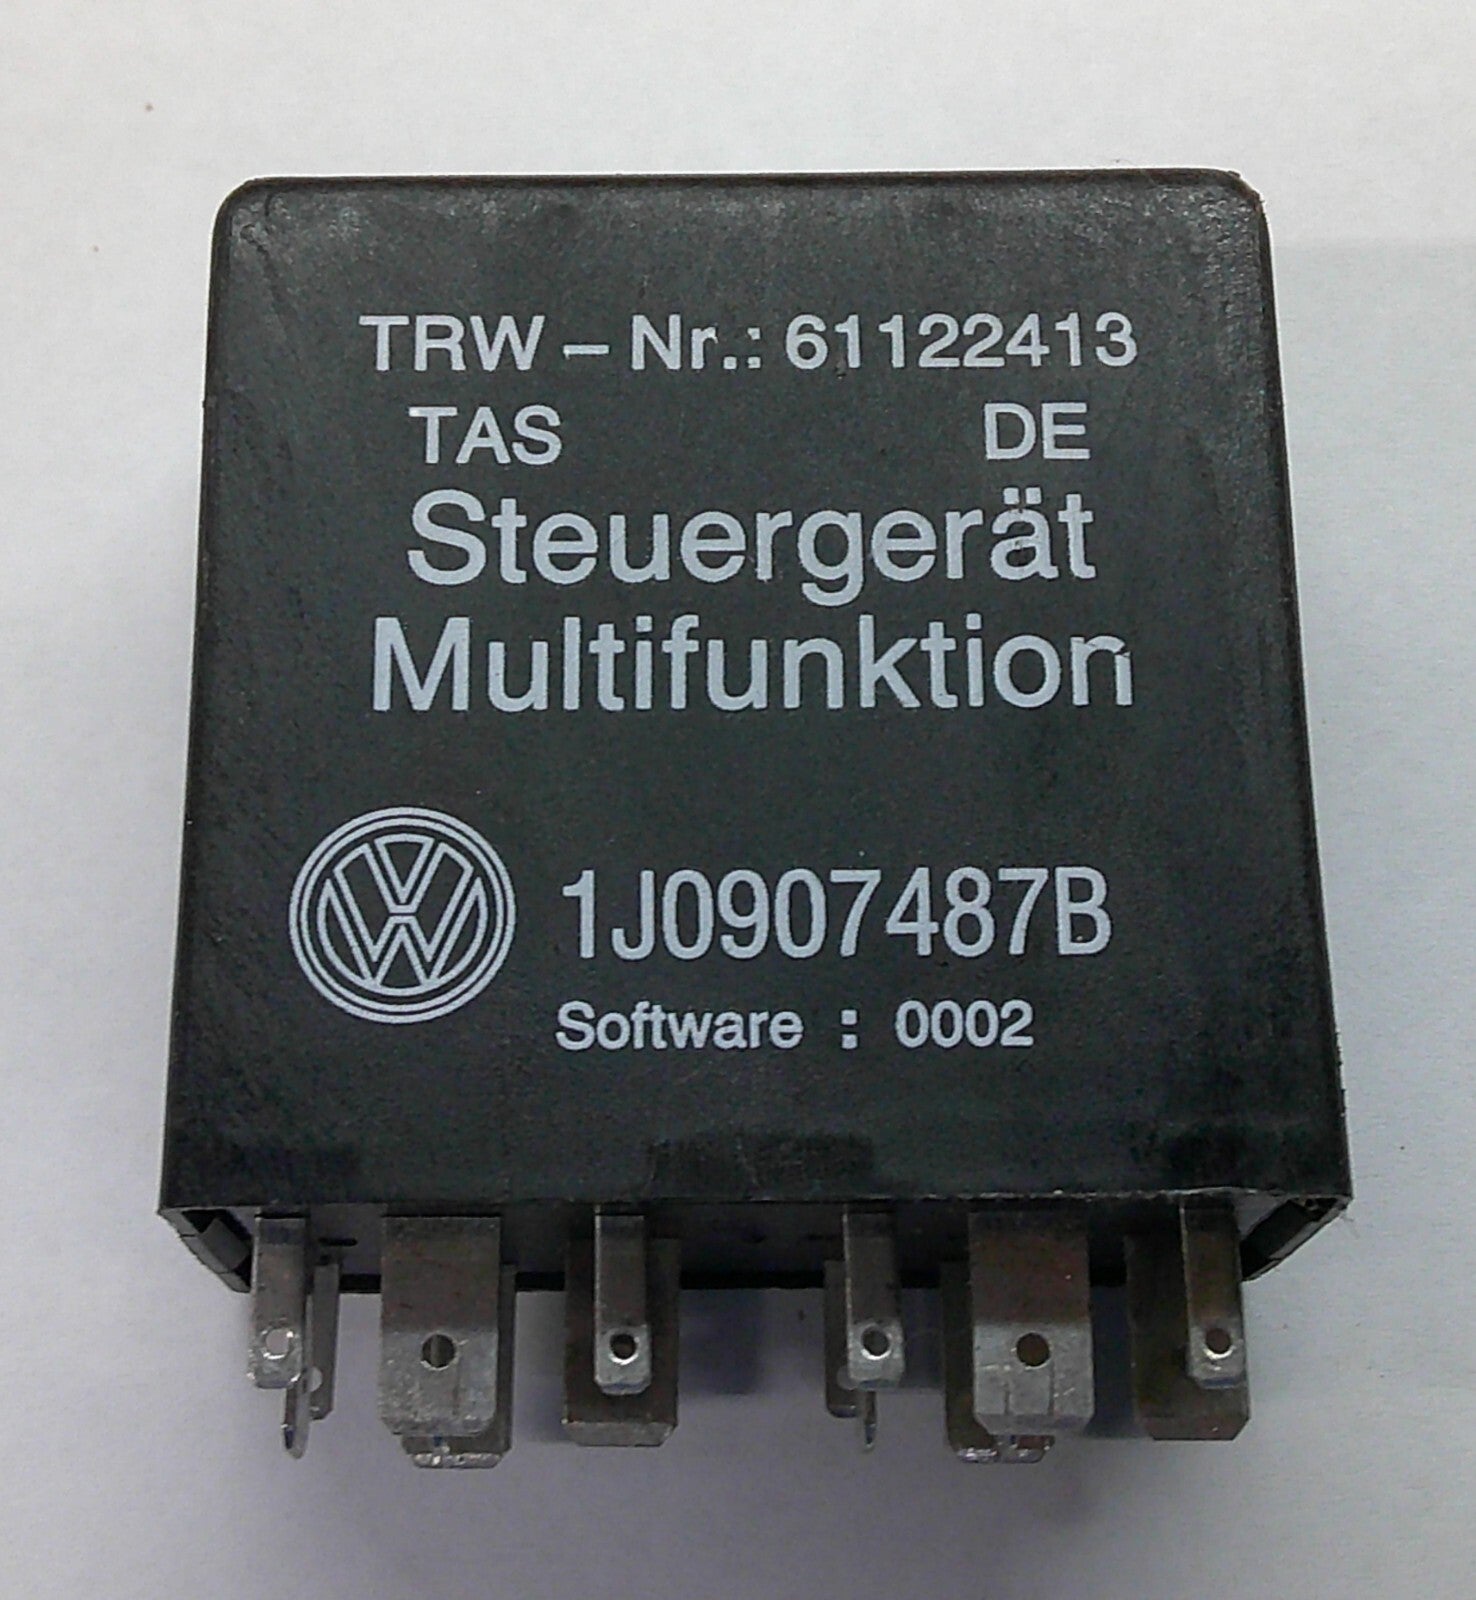 TRW – Nr.: 61122413
TAS DE
Steuergerät
Multifunktion
1J0907487B
Software : 0002